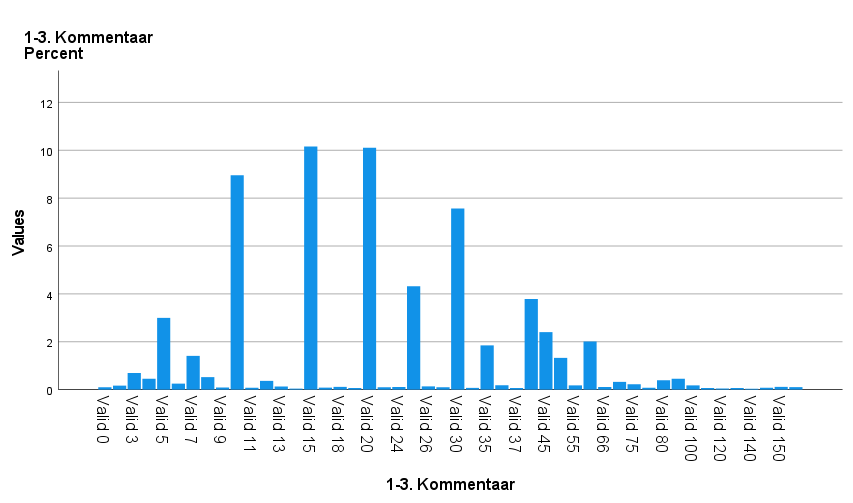 1-3. Kommentaar
Percent
12
10
8
6
4
2
0
Values
Valid 0
Valid 3
Valid 5
Valid 7
Valid 9
Valid 11
Valid 13
Valid 15
Valid 18
Valid 20
Valid 24
Valid 26
Valid 30
Valid 35
Valid 37
Valid 45
Valid 55
Valid 66
Valid 75
Valid 80
Valid 100
Valid 120
Valid 140
Valid 150
1-3. Kommentaar